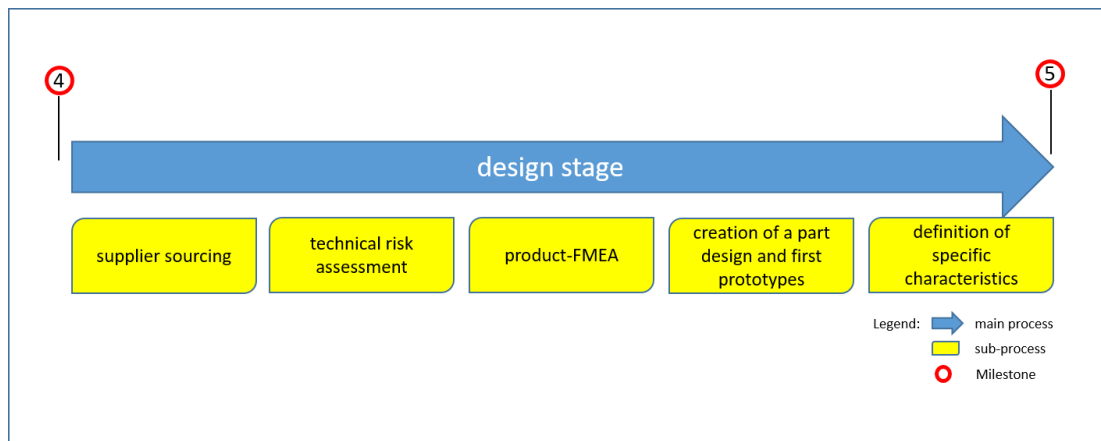 4
5
design stage
supplier sourcing
technical risk
assessment
product-FMEA
creation of a part
design and first
prototypes
definition of
specific
characteristics
Legend:
main process
sub-process
Milestone